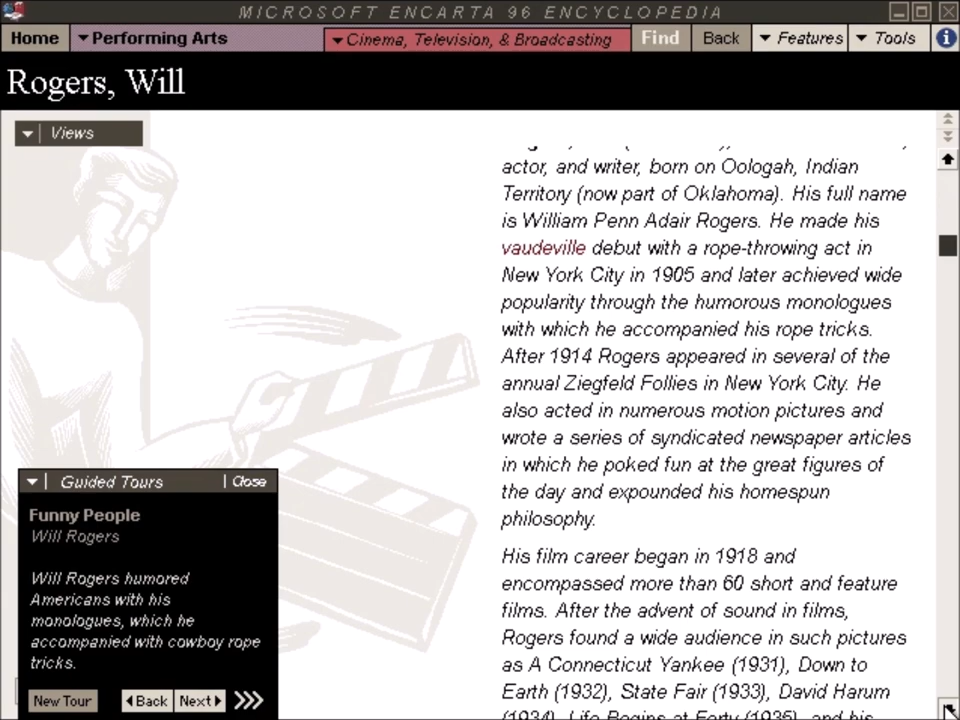 MICROSOFT ENCARTA 96 ENCYCLOPEDIA
Home Performing Arts Cinema, Television, & Broadcasting Find Back Features Tools i
Rogers, Will
Views
actor, and writer, born on Oologah, Indian
Territory (now part of Oklahoma). His full name
is William Penn Adair Rogers. He made his
vaudeville debut with a rope-throwing act in
New York City in 1905 and later achieved wide
popularity through the humorous monologues
with which he accompanied his rope tricks.
After 1914 Rogers appeared in several of the
annual Ziegfeld Follies in New York City. He
also acted in numerous motion pictures and
wrote a series of syndicated newspaper articles
in which he poked fun at the great figures of
the day and expounded his homespun
philosophy.
His film career began in 1918 and
encompassed more than 60 short and feature
films. After the advent of sound in films,
Rogers found a wide audience in such pictures
as A Connecticut Yankee (1931), Down to
Earth (1932), State Fair (1933), David Harum
(1934), Life Begins at Forty (1935), and his
Guided Tours | Close
Funny People
Will Rogers
Will Rogers humored
Americans with his
monologues, which he
accompanied with cowboy rope
tricks.
New Tour Back Next